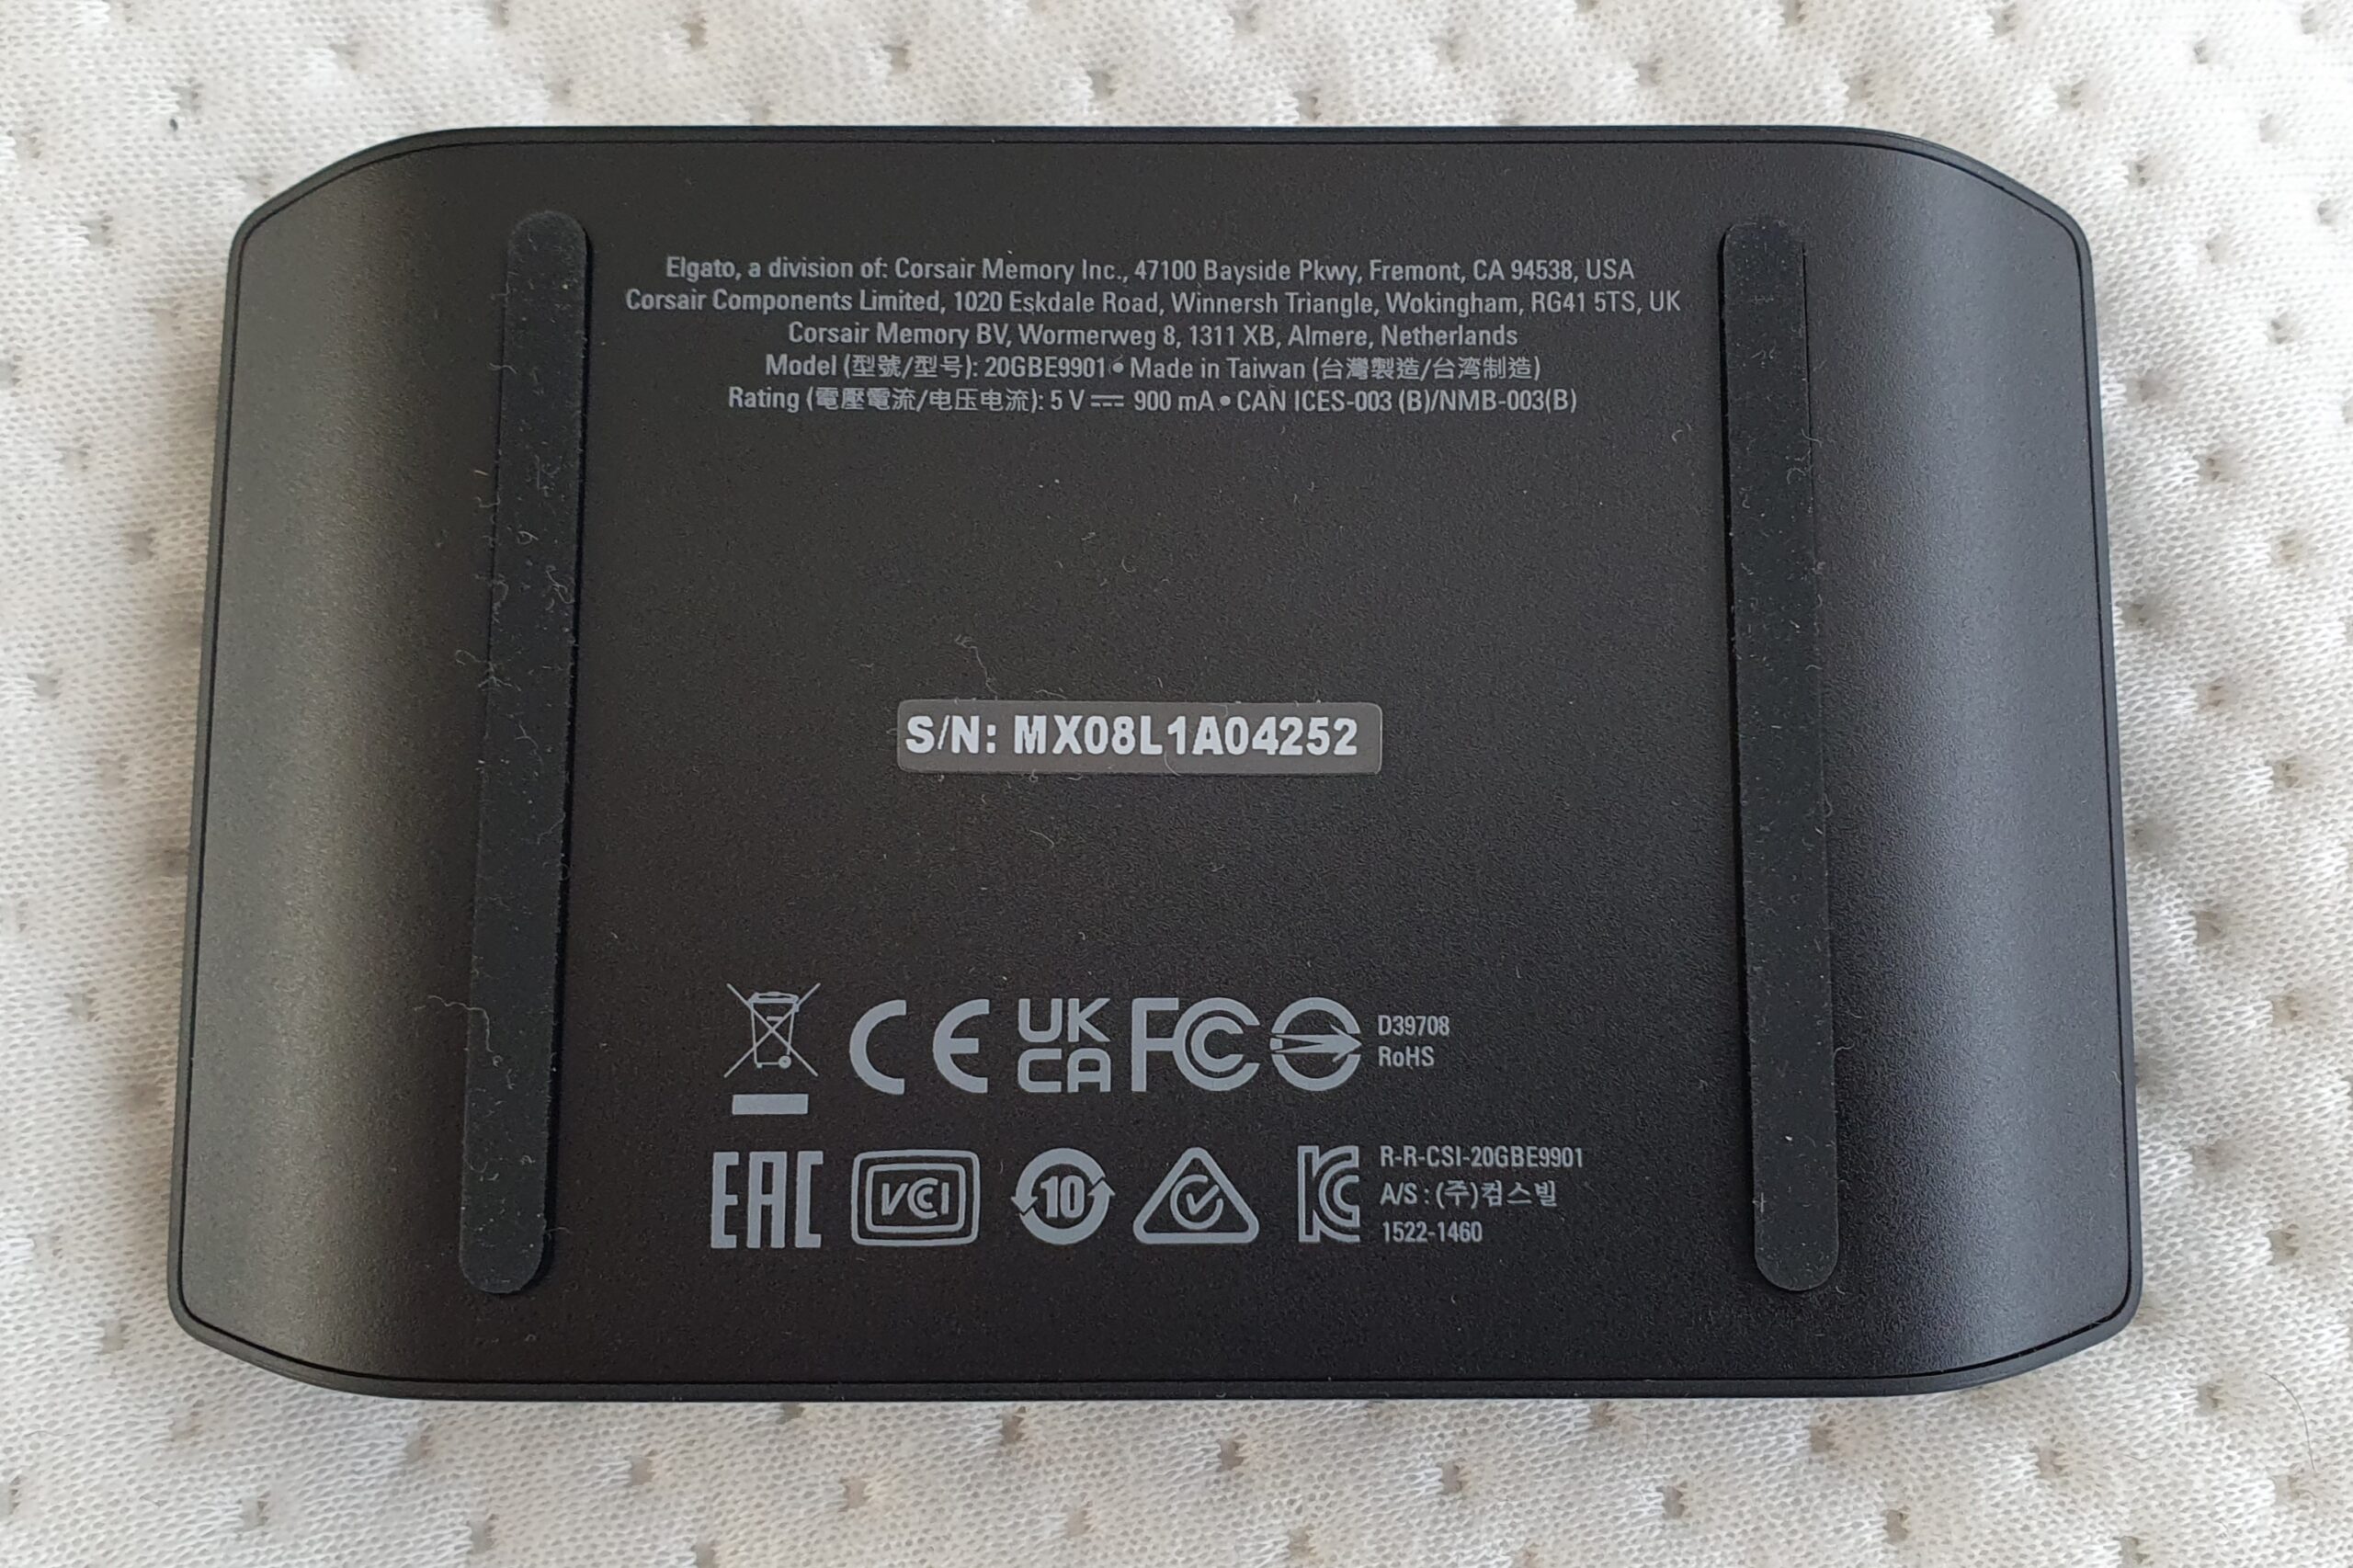 Elgato, a division of: Corsair Memory Inc., 47100 Bayside Pkwy, Fremont, CA 94538, USA
Corsair Components Limited, 1020 Eskdale Road, Winnersh Triangle, Wokingham, RG41 5TS, UK
Corsair Memory BV, Wormerweg 8, 1311 XB, Almere, Netherlands
Model (型號/型号): 20GBE9901 • Made in Taiwan (台灣製造/台湾制造)
Rating (電壓電流/电压电流): 5 V ⎓ 900 mA • CAN ICES-003 (B)/NMB-003(B)
S/N: MX08L1A04252
CE UK CA FC D39708
RoHS
EAC VCCI 10 KC R-R-CSI-20GBE9901
A/S : (주)컴스빌
1522-1460